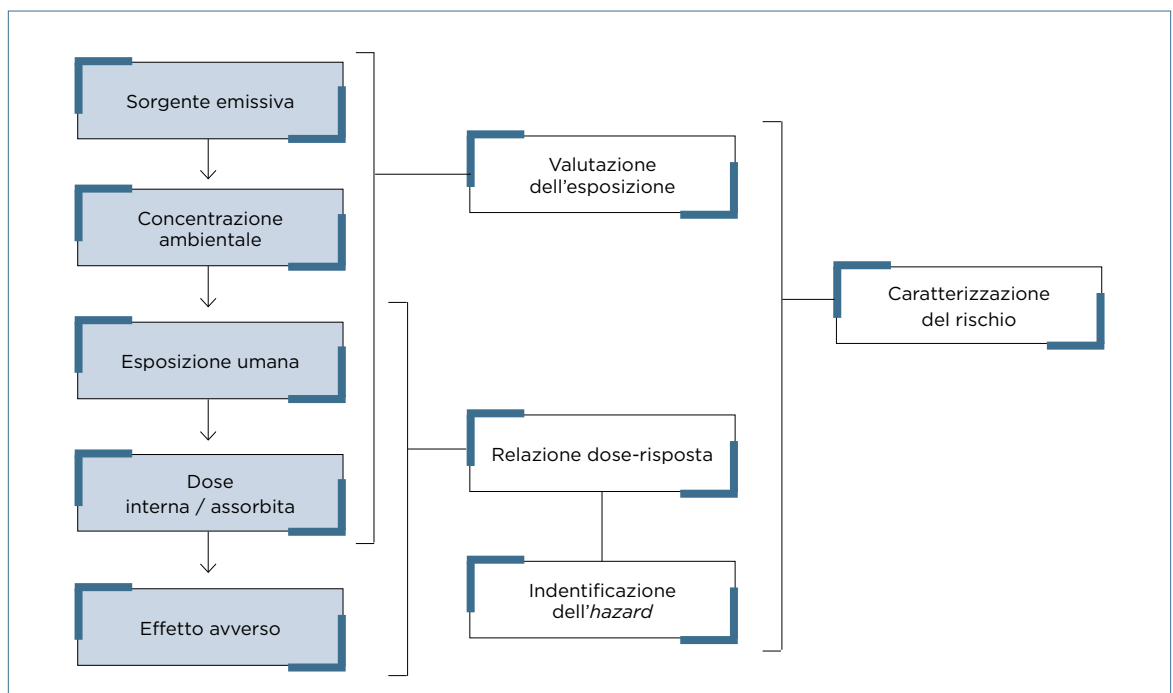 Sorgente emissiva
Concentrazione
ambientale
Esposizione umana
Dose
interna / assorbita
Effetto avverso
Valutazione
dell'esposizione
Relazione dose-risposta
Indentificazione
dell'hazard
Caratterizzazione
del rischio